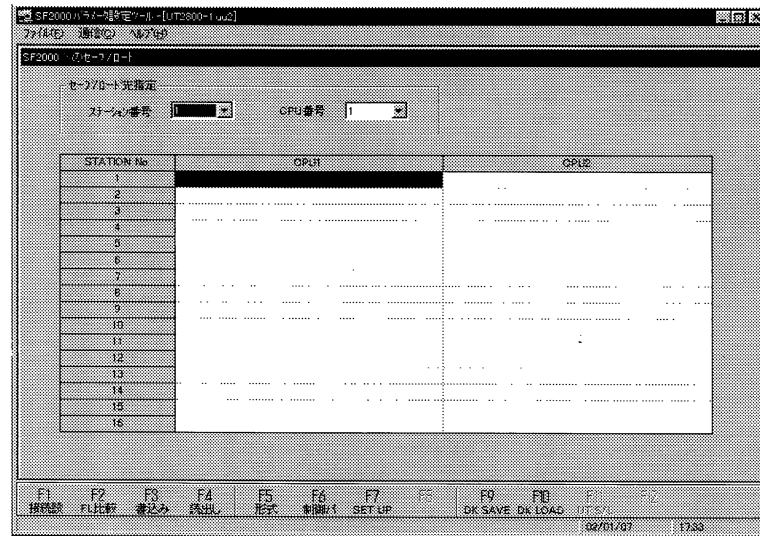 SF2000パラメータ設定ツール-[UT2800-1.uu2]
ファイル(F) 通信(C) ヘルプ(H)
SF2000 のセーブ/ロード
セーブ/ロード先指定
ステーション番号 1 CPU番号 1
STATION No CPU1 CPU2
1
2
3
4
5
6
7
8
9
10
11
12
13
14
15
16
F1 F2 F3 F4 F5 F6 F7 F8 F9 F10
接続設 FL比較 書込み 読出し 形式 制御パ SET UP DK SAVE DK LOAD UT S/L
02/01/07 17:33